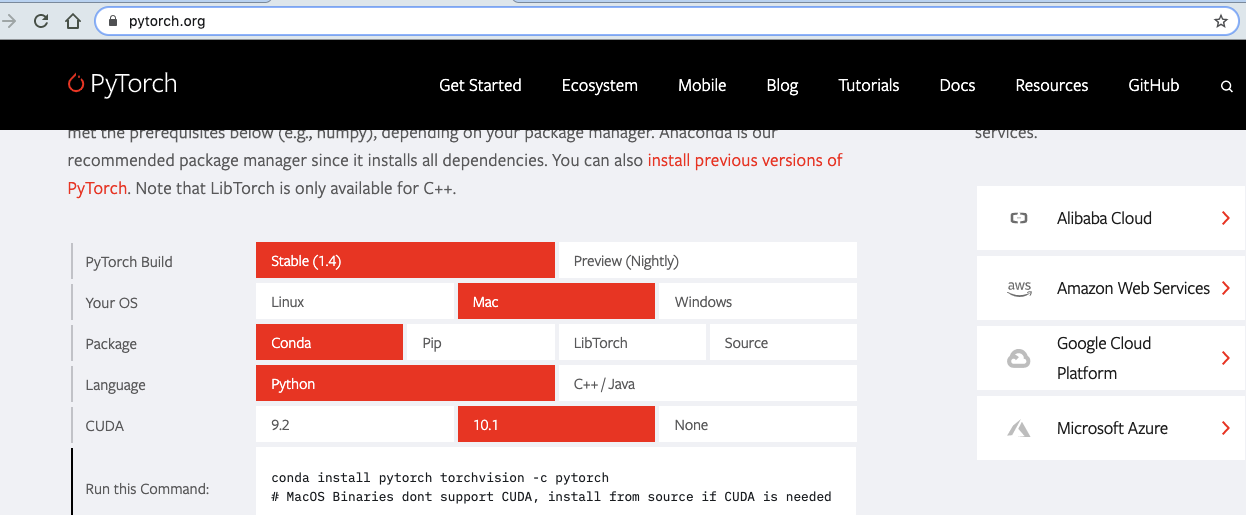 pytorch.org
PyTorch
Get Started Ecosystem Mobile Blog Tutorials Docs Resources GitHub
met the prerequisites below (e.g., numpy), depending on your package manager. Anaconda is our
recommended package manager since it installs all dependencies. You can also install previous versions of
PyTorch. Note that LibTorch is only available for C++.
services.
PyTorch Build Stable (1.4) Preview (Nightly)
Your OS Linux Mac Windows
Package Conda Pip LibTorch Source
Language Python C++ / Java
CUDA 9.2 10.1 None
Run this Command:
conda install pytorch torchvision -c pytorch
# MacOS Binaries dont support CUDA, install from source if CUDA is needed
Alibaba Cloud
aws Amazon Web Services
Google Cloud
Platform
Microsoft Azure